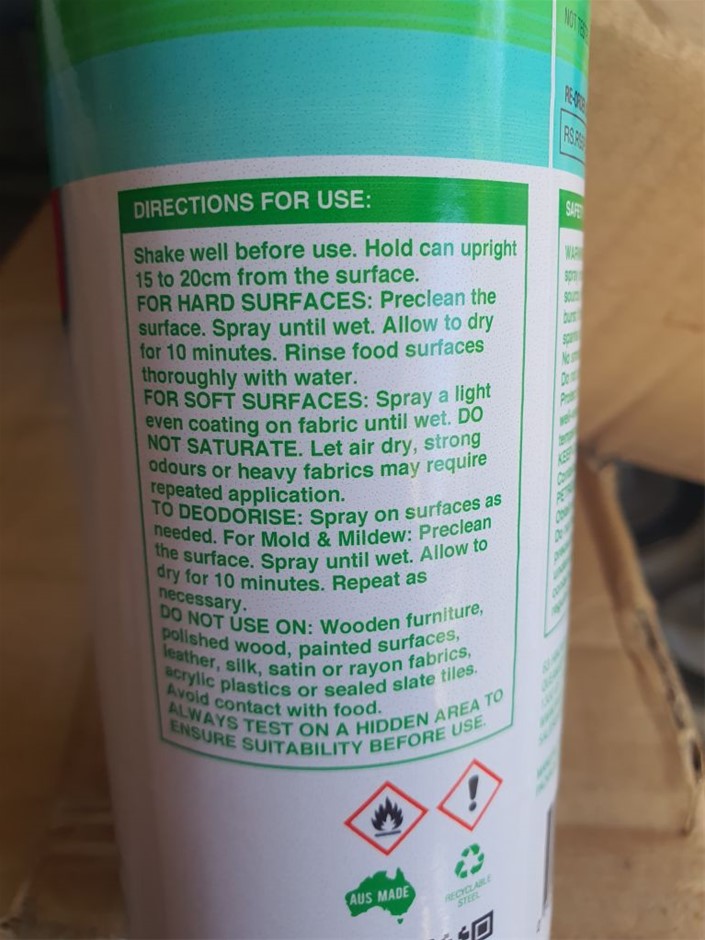 DIRECTIONS FOR USE:
Shake well before use. Hold can upright
15 to 20cm from the surface.
FOR HARD SURFACES: Preclean the
surface. Spray until wet. Allow to dry
for 10 minutes. Rinse food surfaces
thoroughly with water.
FOR SOFT SURFACES: Spray a light
even coating on fabric until wet. DO
NOT SATURATE. Let air dry, strong
odours or heavy fabrics may require
repeated application.
TO DEODORISE: Spray on surfaces as
needed. For Mold & Mildew: Preclean
the surface. Spray until wet. Allow to
dry for 10 minutes. Repeat as
necessary.
DO NOT USE ON: Wooden furniture,
polished wood, painted surfaces,
leather, silk, satin or rayon fabrics,
acrylic plastics or sealed slate tiles.
Avoid contact with food.
ALWAYS TEST ON A HIDDEN AREA TO
ENSURE SUITABILITY BEFORE USE.
AUS MADE
RECYCLABLE
STEEL
NOT